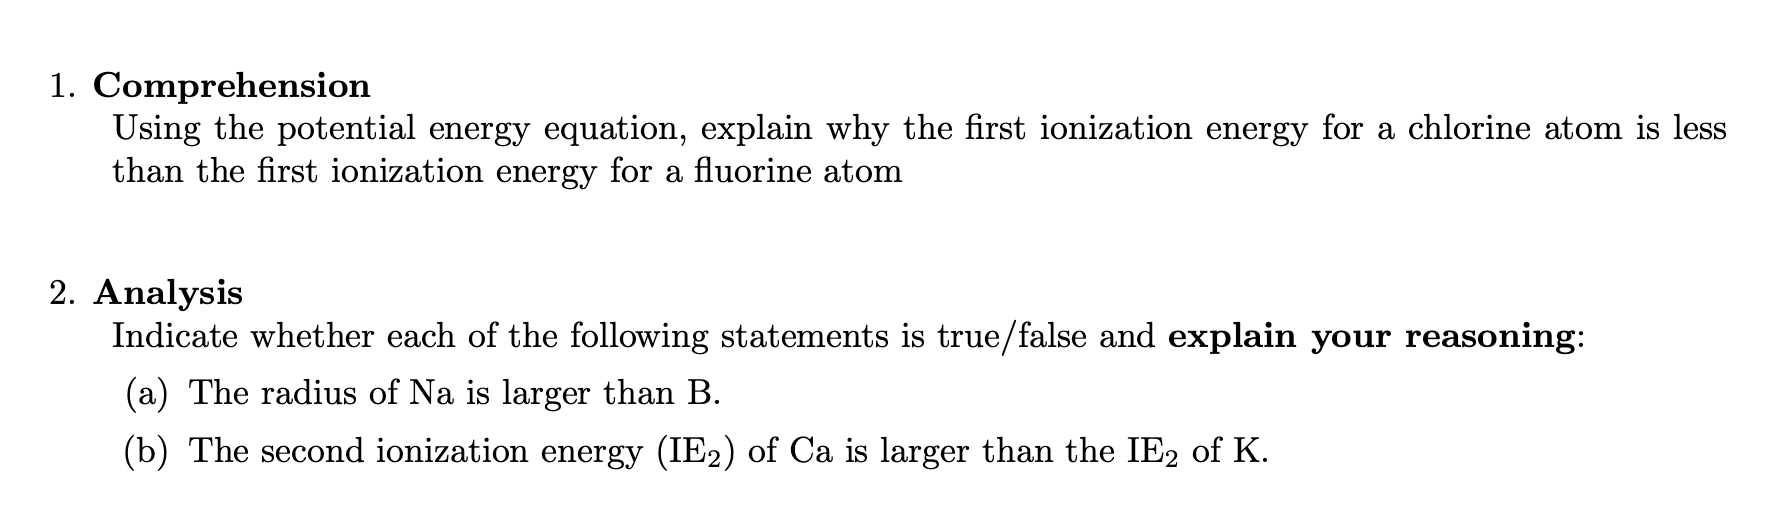 1. Comprehension
Using the potential energy equation, explain why the first ionization energy for a chlorine atom is less
than the first ionization energy for a fluorine atom
2. Analysis
Indicate whether each of the following statements is true/false and explain your reasoning:
(a) The radius of Na is larger than B.
(b) The second ionization energy (IE₂) of Ca is larger than the IE₂ of K.